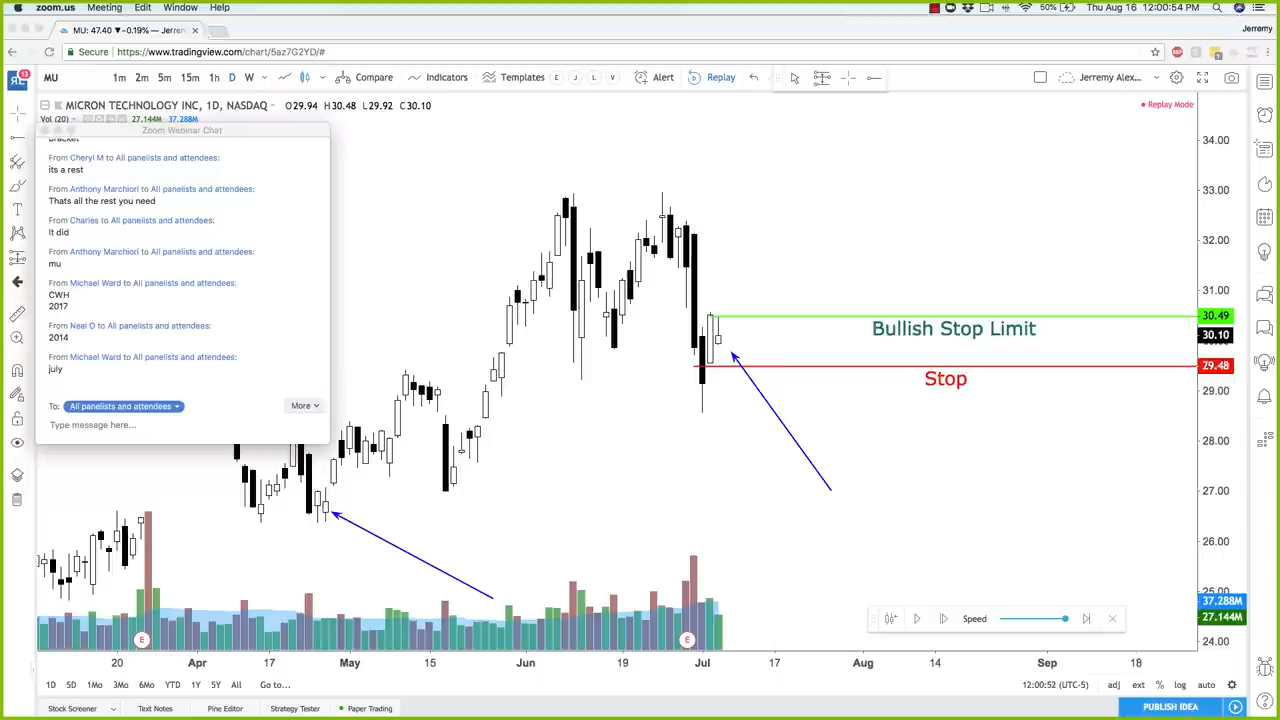 zoom.us Meeting Edit Window Help 50% Thu Aug 16 12:00:54 PM
MU: 47.40 ▼-0.19% — Jerren
Jerremy
Secure https://www.tradingview.com/chart/5az7G2YD/#
13
MU 1m 2m 5m 15m 1h D W Compare Indicators Templates E J L V Alert Replay Jerremy Alex...
MICRON TECHNOLOGY INC, 1D, NASDAQ O29.94 H30.48 L29.92 C30.10
Replay Mode
Vol (20) 27.144M 37.288M
Zoom Webinar Chat
bracket
From Cheryl M to All panelists and attendees:
its a rest
From Anthony Marchiori to All panelists and attendees:
Thats all the rest you need
From Charles to All panelists and attendees:
it did
From Anthony Marchiori to All panelists and attendees:
mu
From Michael Ward to All panelists and attendees:
CWH
2017
From Neal O to All panelists and attendees:
2014
From Michael Ward to All panelists and attendees:
july
To: All panelists and attendees More
Type message here...
34.00
33.00
32.00
31.00
30.49
Bullish Stop Limit
30.10
29.48
Stop
29.00
28.00
27.00
26.00
25.00
37.288M
27.144M
24.00
Speed
E E
20 Apr 17 May 15 Jun 19 Jul 17 Aug 14 Sep 18
1D 5D 1Mo 3Mo 6Mo YTD 1Y 5Y All Go to... 12:00:52 (UTC-5) adj ext % log auto
Stock Screener Text Notes Pine Editor Strategy Tester Paper Trading PUBLISH IDEA